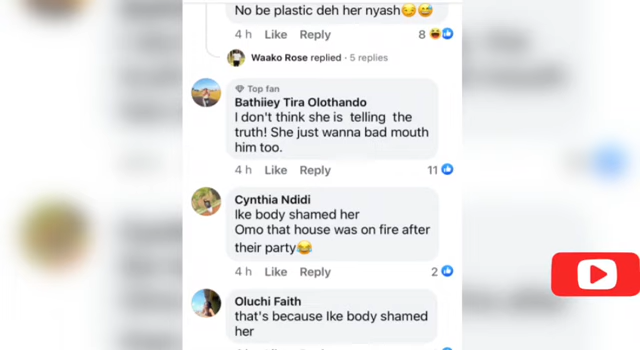 No be plastic deh her nyash😏😅
4 h Like Reply 8
Waako Rose replied · 5 replies
Top fan
Bathiiey Tira Olothando
I don't think she is telling the
truth! She just wanna bad mouth
him too.
4 h Like Reply 11
Cynthia Ndidi
Ike body shamed her
Omo that house was on fire after
their party😂
4 h Like Reply 2
Oluchi Faith
that's because Ike body shamed
her